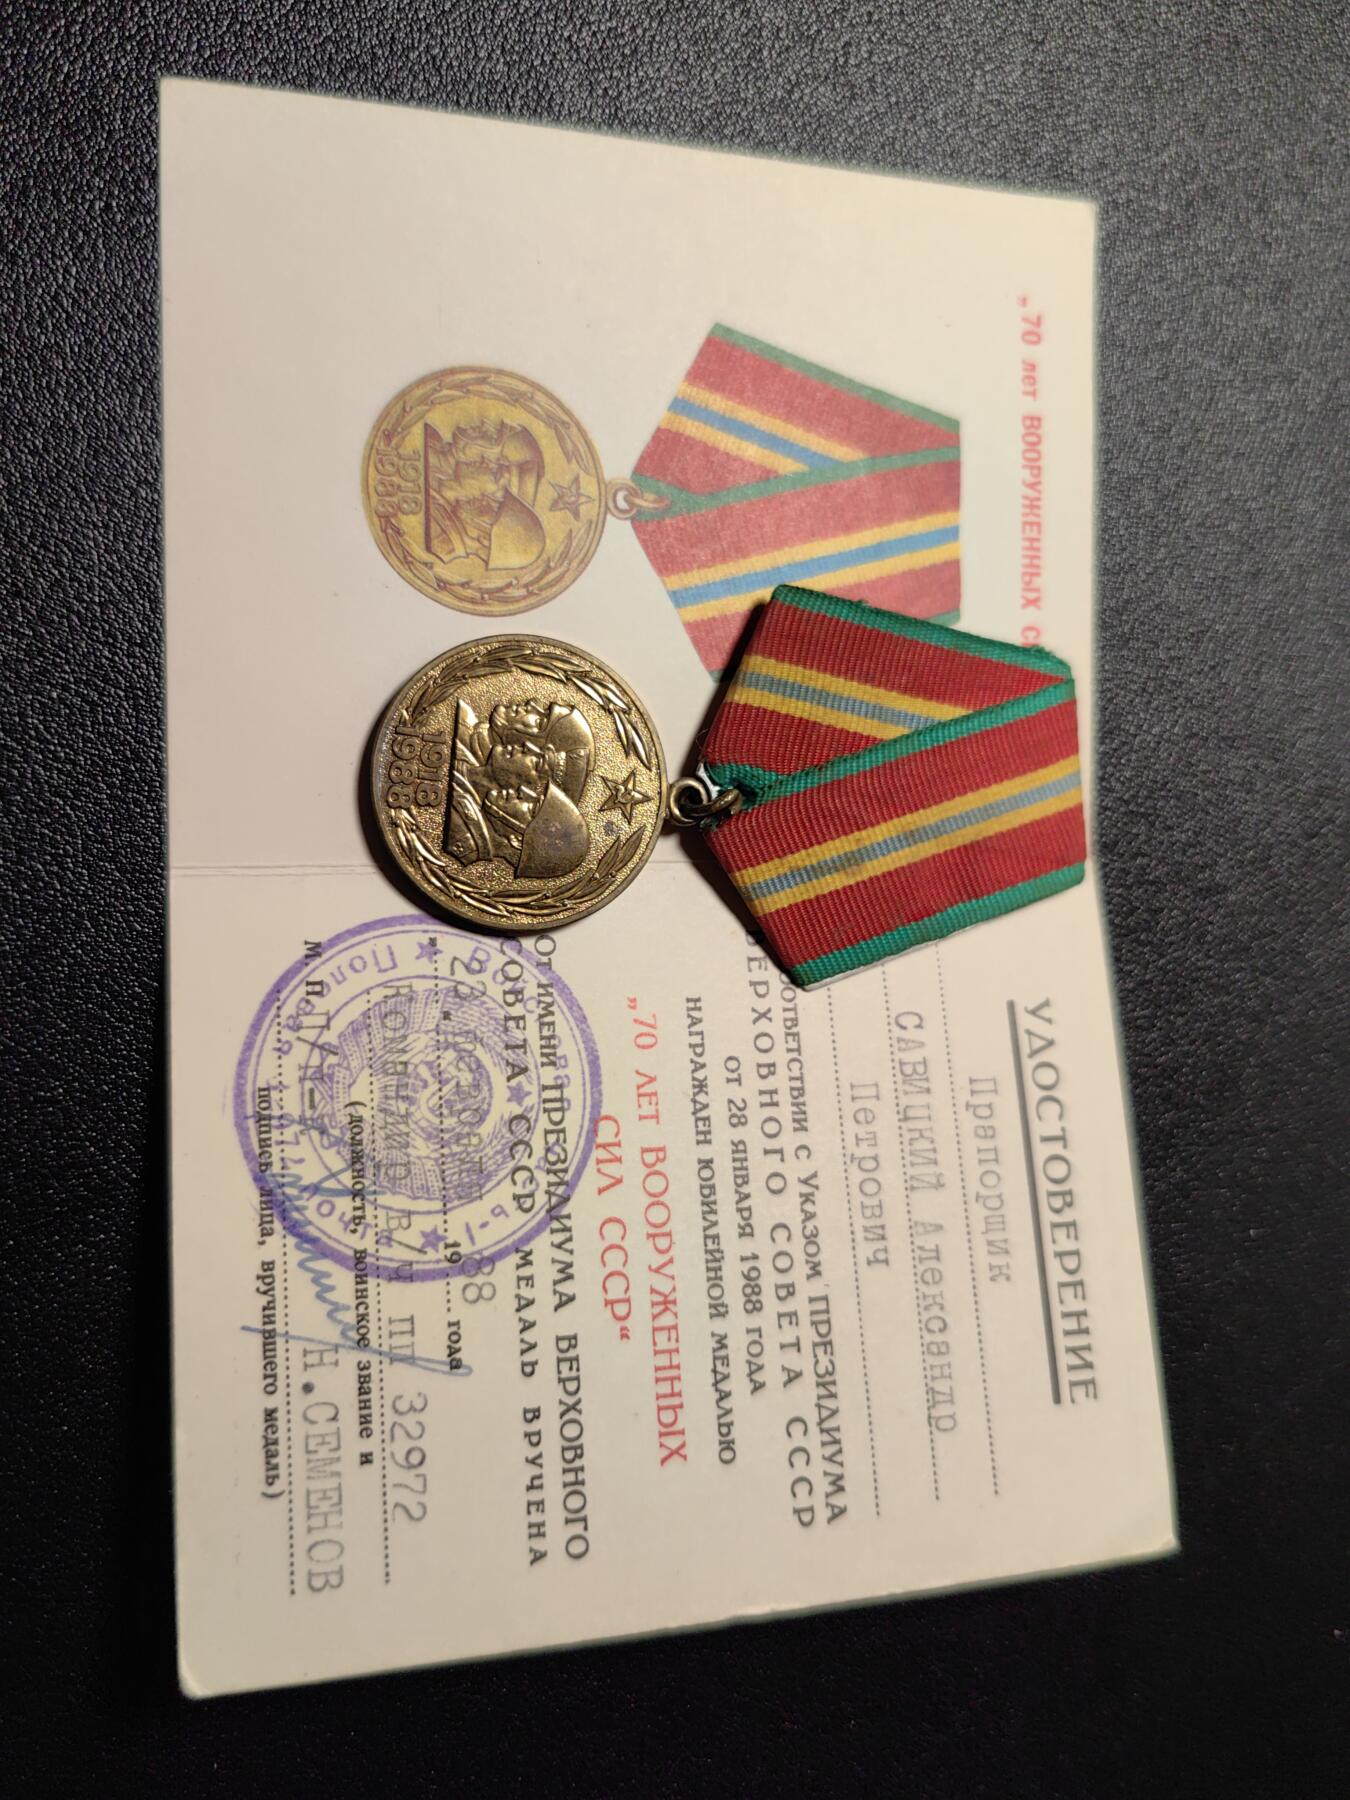 „70 лет ВООРУЖЕННЫХ
1918
1988
1918
1988
УДОСТОВЕРЕНИЕ
Прапорщик
САВИЦКИЙ Александр
Петрович
УКАЗОМ ПРЕЗИДИУМА
ВЕРХОВНОГО СОВЕТА СССР
ОТ 28 ЯНВАРЯ 1988 ГОДА
НАГРАЖДЕН ЮБИЛЕЙНОЙ МЕДАЛЬЮ
„70 ЛЕТ ВООРУЖЕННЫХ
СИЛ СССР“
ОТ ИМЕНИ ПРЕЗИДИУМА ВЕРХОВНОГО
СОВЕТА СССР МЕДАЛЬ ВРУЧЕНА
„23“ февраля 1988 года
Командир в/ч пп 32972
(должность, воинское звание и
М. П. П/п-к Н.СЕМЕНОВ
подпись лица, вручившего медаль)